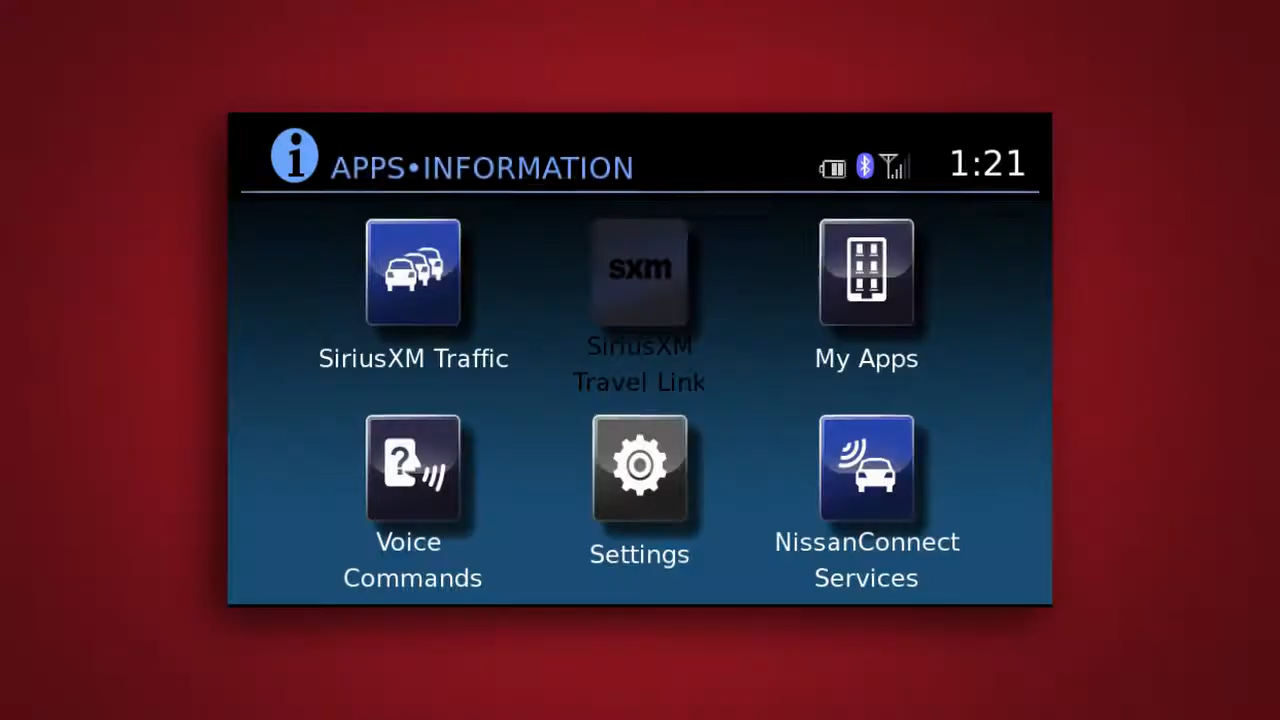 APPS•INFORMATION
1:21
SiriusXM Traffic
sxm
SiriusXM
Travel Link
My Apps
Voice
Commands
Settings
NissanConnect
Services